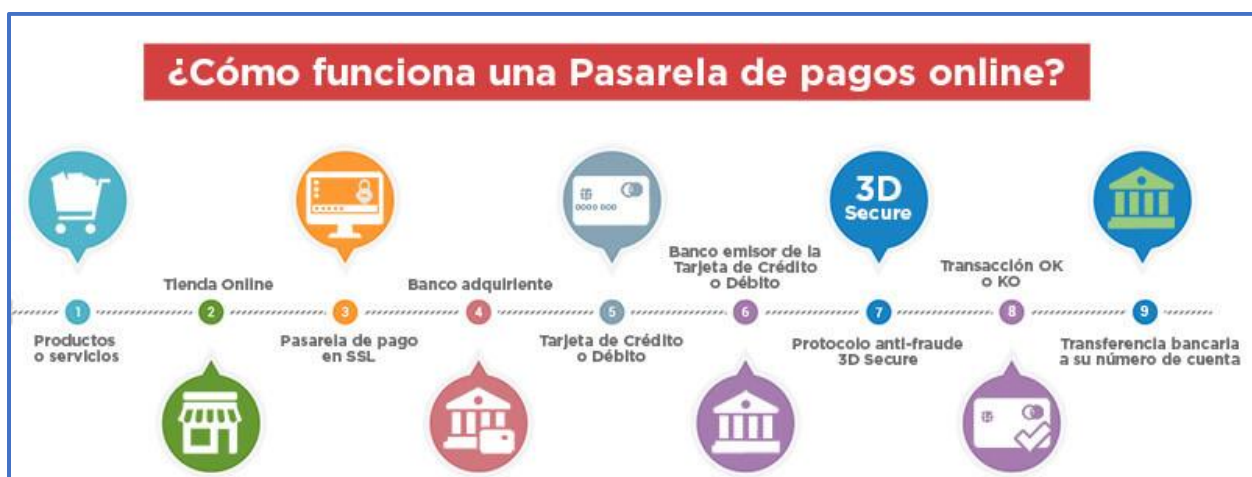 ¿Cómo funciona una Pasarela de pagos online?
1
Productos
o servicios
Tienda Online
2
3
Pasarela de pago
en SSL
Banco adquiriente
4
0000 000
5
Tarjeta de Crédito
o Débito
Banco emisor de la
Tarjeta de Crédito
o Débito
6
3D
Secure
7
Protocolo anti-fraude
3D Secure
Transacción OK
o KO
8
9
Transferencia bancaria
a su número de cuenta